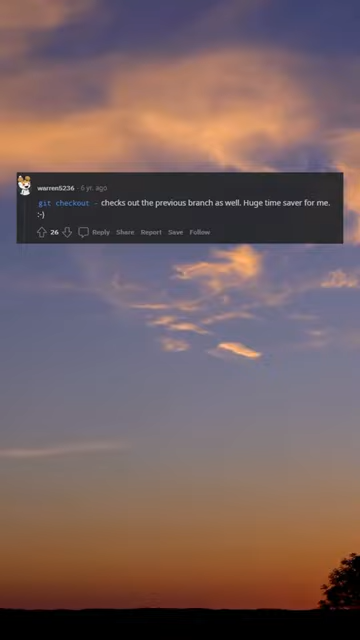 warren5236 · 6 yr. ago
git checkout - checks out the previous branch as well. Huge time saver for me.
:-)
26 Reply Share Report Save Follow